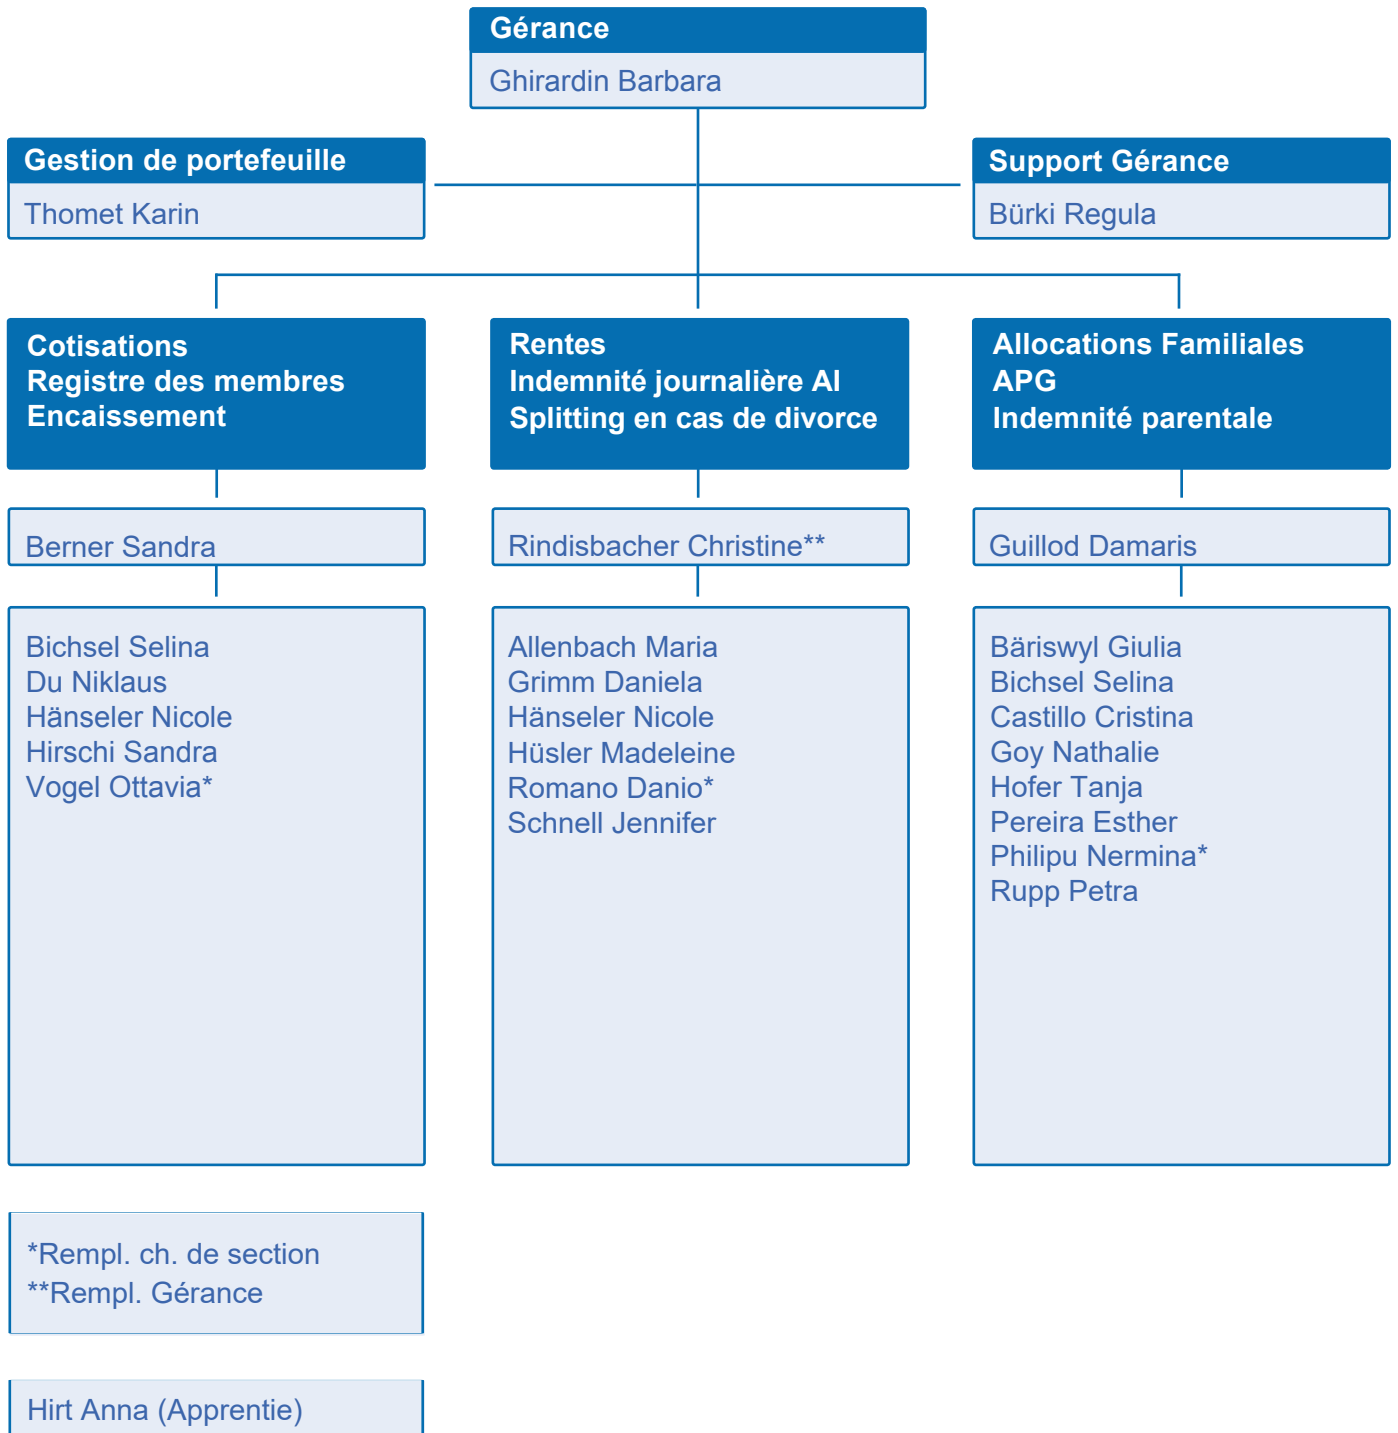 Gérance
Ghirardin Barbara
Gestion de portefeuille
Thomet Karin
Support Gérance
Bürki Regula
Cotisations
Registre des membres
Encaissement
Berner Sandra
Bichsel Selina
Du Niklaus
Hänseler Nicole
Hirschi Sandra
Vogel Ottavia*
Rentes
Indemnité journalière AI
Splitting en cas de divorce
Rindisbacher Christine**
Allenbach Maria
Grimm Daniela
Hänseler Nicole
Hüsler Madeleine
Romano Danio*
Schnell Jennifer
Allocations Familiales
APG
Indemnité parentale
Guillod Damaris
Bäriswyl Giulia
Bichsel Selina
Castillo Cristina
Goy Nathalie
Hofer Tanja
Pereira Esther
Philipu Nermina*
Rupp Petra
*Rempl. ch. de section
**Rempl. Gérance
Hirt Anna (Apprentie)